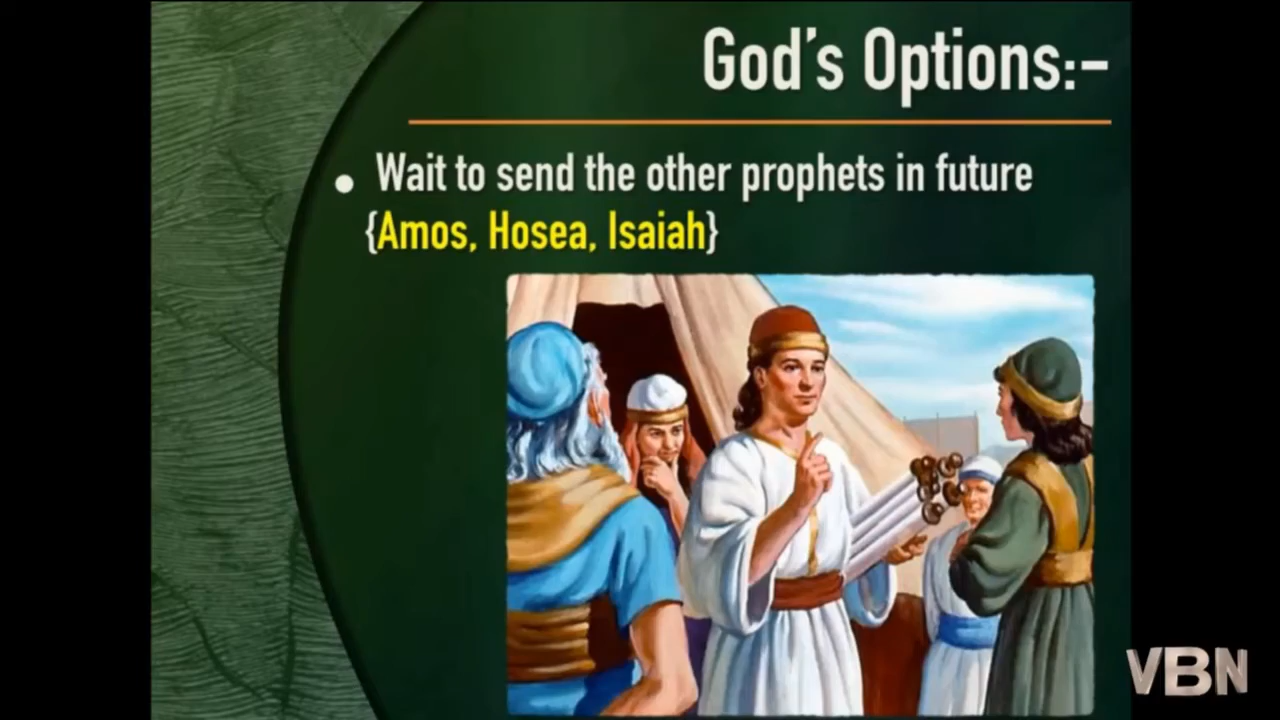 God's Options:-
• Wait to send the other prophets in future
{Amos, Hosea, Isaiah}
VBN